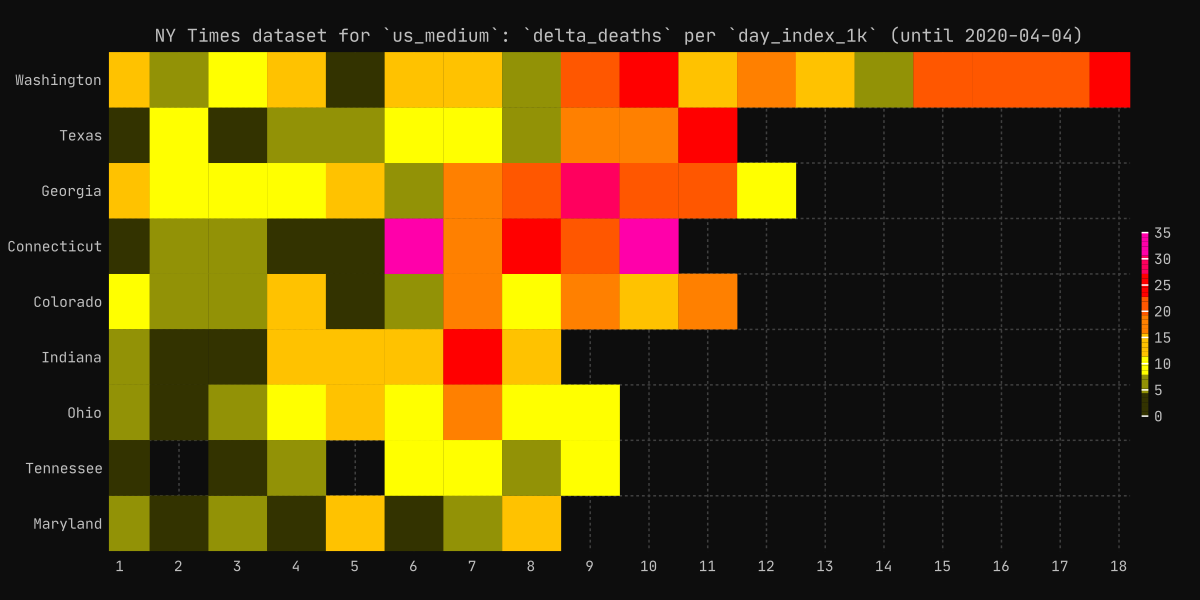 NY Times dataset for `us_medium`: `delta_deaths` per `day_index_1k` (until 2020-04-04)
Washington
Texas
Georgia
Connecticut
Colorado
Indiana
Ohio
Tennessee
Maryland
35
30
25
20
15
10
5
0
1 2 3 4 5 6 7 8 9 10 11 12 13 14 15 16 17 18